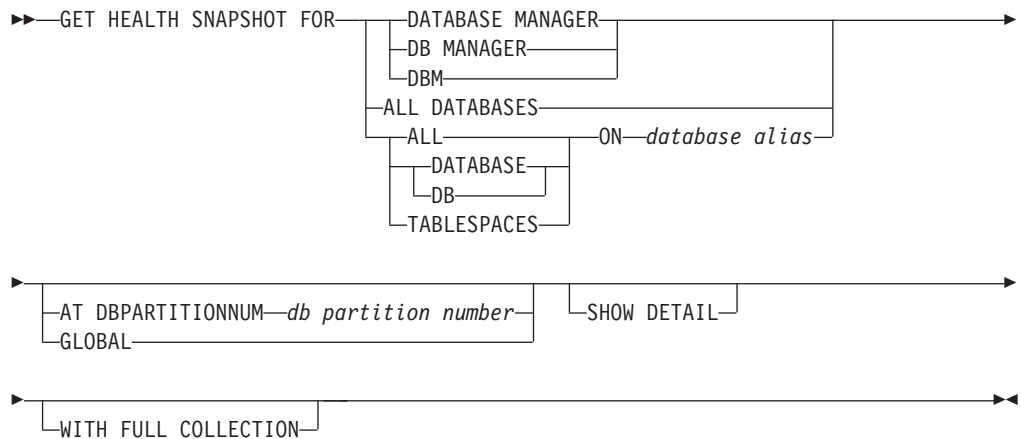 GET HEALTH SNAPSHOT FOR DATABASE MANAGER
DB MANAGER
DBM
ALL DATABASES
ALL ON database alias
DATABASE
DB
TABLESPACES
AT DBPARTITIONNUM db partition number SHOW DETAIL
GLOBAL
WITH FULL COLLECTION